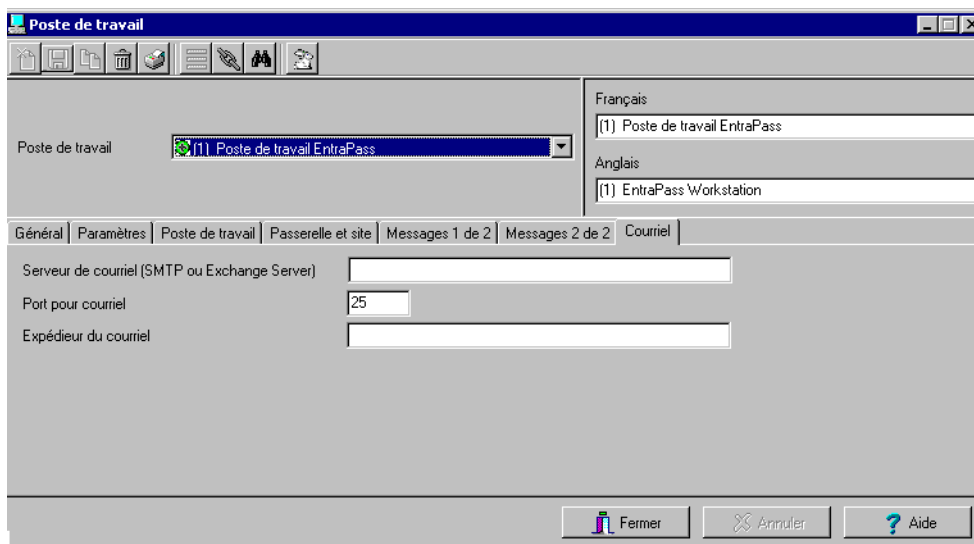 Poste de travail
Français
(1) Poste de travail EntraPass
Poste de travail
(1) Poste de travail EntraPass
Anglais
(1) EntraPass Workstation
Général
Paramètres
Poste de travail
Passerelle et site
Messages 1 de 2
Messages 2 de 2
Courriel
Serveur de courriel (SMTP ou Exchange Server)
Port pour courriel
25
Expédieur du courriel
Fermer
Annuler
Aide